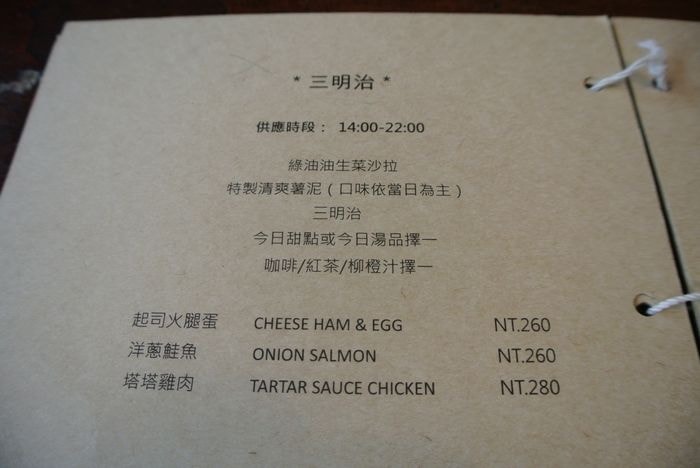 * 三明治 *
供應時段： 14:00-22:00
綠油油生菜沙拉
特製清爽薯泥（口味依當日為主）
三明治
今日甜點或今日湯品擇一
咖啡/紅茶/柳橙汁擇一
起司火腿蛋 CHEESE HAM & EGG NT.260
洋蔥鮭魚 ONION SALMON NT.260
塔塔雞肉 TARTAR SAUCE CHICKEN NT.280